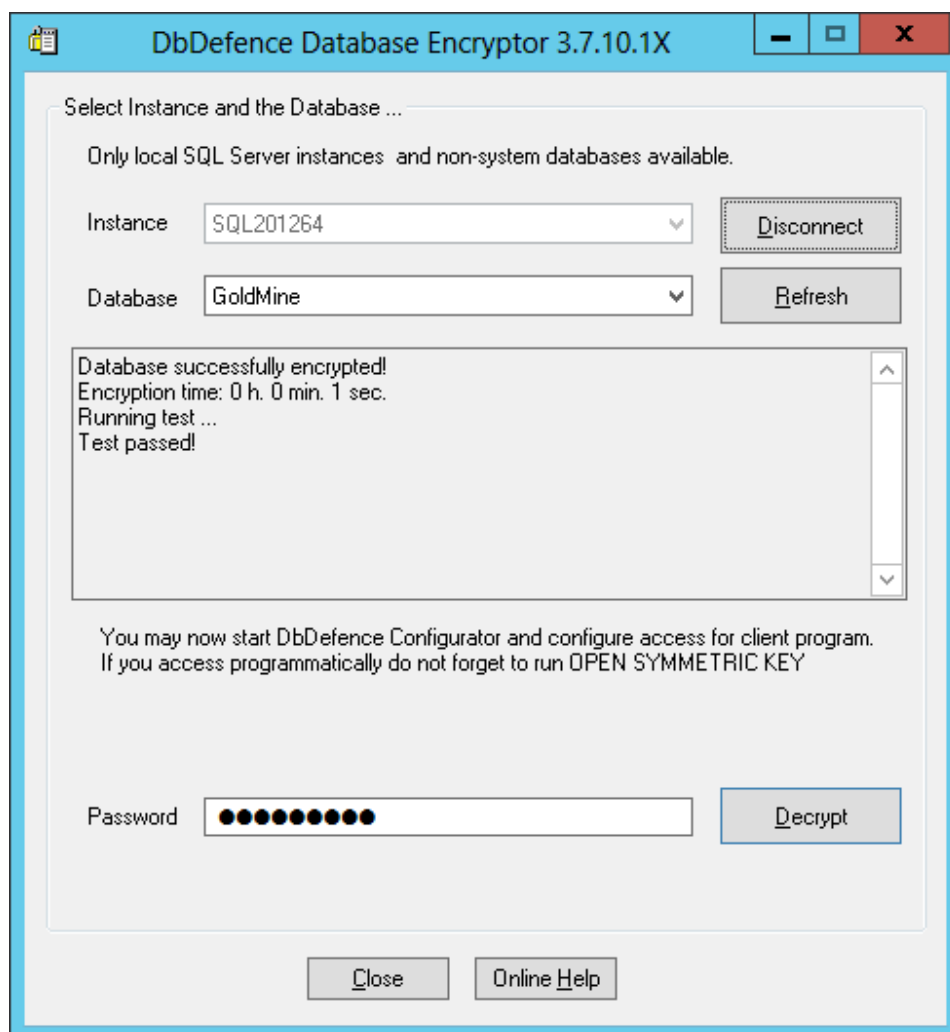 DbDefence Database Encryptor 3.7.10.1X
Select Instance and the Database ...
Only local SQL Server instances and non-system databases available.
Instance
SQL201264
Disconnect
Database
GoldMine
Refresh
Database successfully encrypted!
Encryption time: 0 h. 0 min. 1 sec.
Running test ...
Test passed!
You may now start DbDefence Configurator and configure access for client program.
If you access programmatically do not forget to run OPEN SYMMETRIC KEY
Password
●●●●●●●●●
Decrypt
Close
Online Help